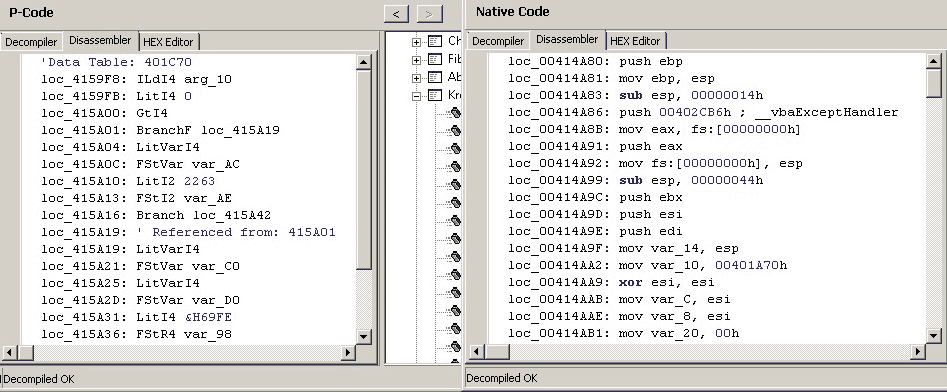 P-Code
< >
Decompiler Disassembler HEX Editor
'Data Table: 401C70
loc_4159F8: ILdI4 arg_10
loc_4159FB: LitI4 0
loc_415A00: GtI4
loc_415A01: BranchF loc_415A19
loc_415A04: LitVarI4
loc_415A0C: FStVar var_AC
loc_415A10: LitI2 2263
loc_415A13: FStI2 var_AE
loc_415A16: Branch loc_415A42
loc_415A19: ' Referenced from: 415A01
loc_415A19: LitVarI4
loc_415A21: FStVar var_C0
loc_415A25: LitVarI4
loc_415A2D: FStVar var_D0
loc_415A31: LitI4 &H69FE
loc_415A36: FStR4 var_98
Decompiled OK
Ch
Fib
Ab
Kro
Native Code
Decompiler Disassembler HEX Editor
loc_00414A80: push ebp
loc_00414A81: mov ebp, esp
loc_00414A83: sub esp, 00000014h
loc_00414A86: push 00402CB6h ; __vbaExceptHandler
loc_00414A8B: mov eax, fs:[00000000h]
loc_00414A91: push eax
loc_00414A92: mov fs:[00000000h], esp
loc_00414A99: sub esp, 00000044h
loc_00414A9C: push ebx
loc_00414A9D: push esi
loc_00414A9E: push edi
loc_00414A9F: mov var_14, esp
loc_00414AA2: mov var_10, 00401A70h
loc_00414AA9: xor esi, esi
loc_00414AAB: mov var_C, esi
loc_00414AAE: mov var_8, esi
loc_00414AB1: mov var_20, 00h
Decompiled OK